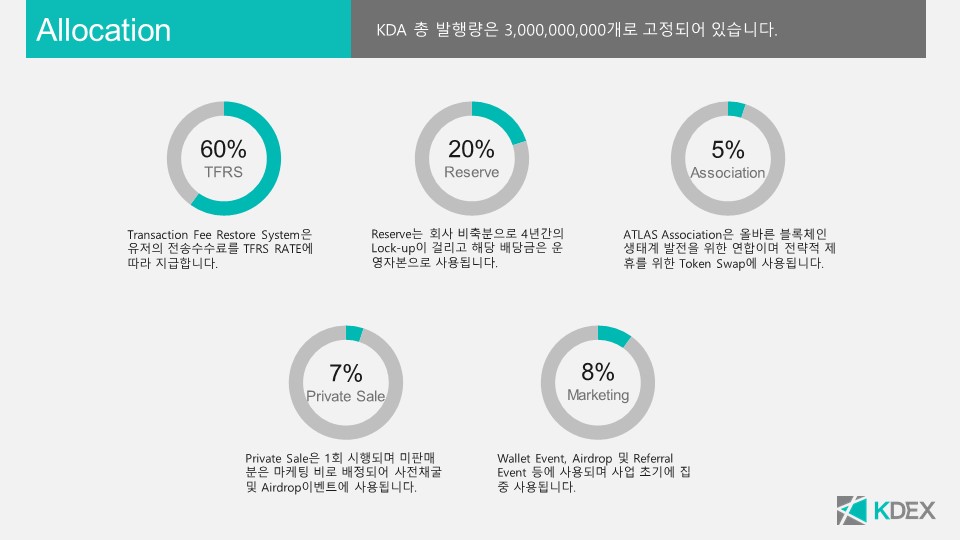 Allocation
KDA 총 발행량은 3,000,000,000개로 고정되어 있습니다.
60%
TFRS
Transaction Fee Restore System은
유저의 전송수수료를 TFRS RATE에
따라 지급합니다.
20%
Reserve
Reserve는 회사 비축분으로 4년간의
Lock-up이 걸리고 해당 배당금은 운
영자본으로 사용됩니다.
5%
Association
ATLAS Association은 올바른 블록체인
생태계 발전을 위한 연합이며 전략적 제
휴를 위한 Token Swap에 사용됩니다.
7%
Private Sale
Private Sale은 1회 시행되며 미판매
분은 마케팅 비로 배정되어 사전채굴
및 Airdrop이벤트에 사용됩니다.
8%
Marketing
Wallet Event, Airdrop 및 Referral
Event 등에 사용되며 사업 초기에 집
중 사용됩니다.
KDEX